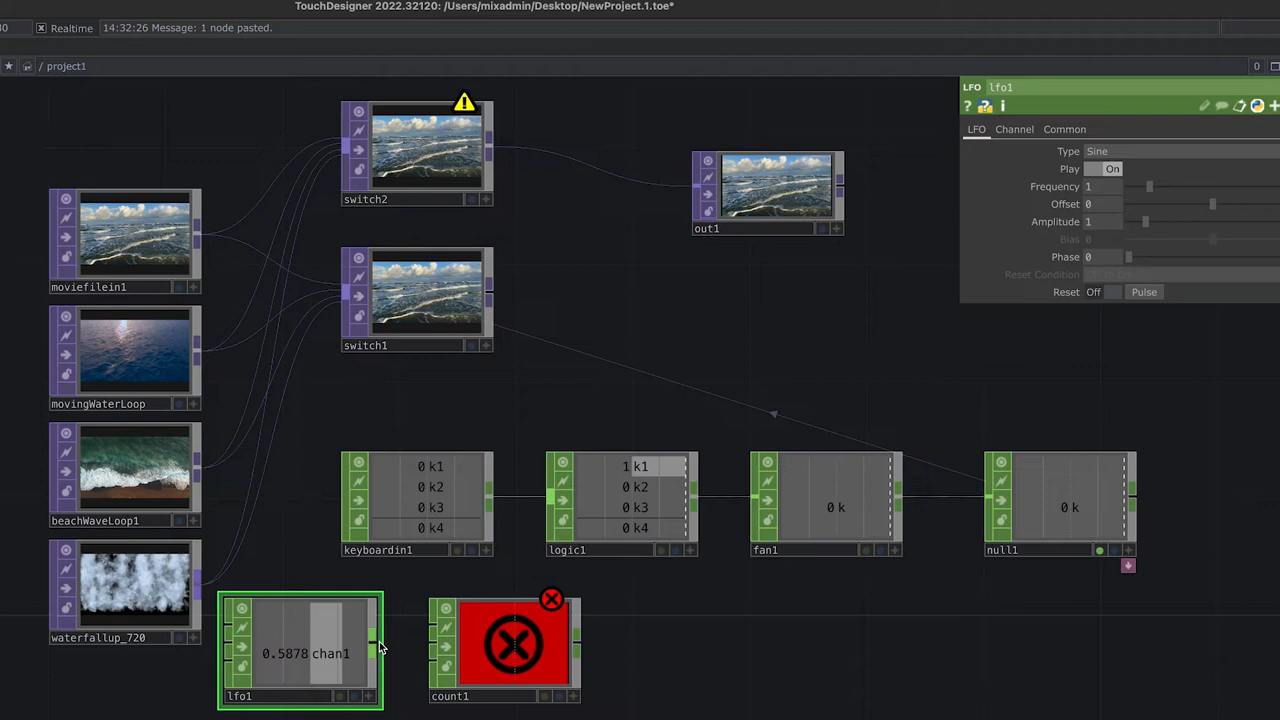 TouchDesigner 2022.32120: /Users/mixadmin/Desktop/NewProject.1.toe*
Realtime 14:32:26 Message: 1 node pasted.
/ project1
0
LFO lfo1
? i
LFO Channel Common
Type Sine
Play On
Frequency 1
Offset 0
Amplitude 1
Bias 0
Phase 0
Reset Condition
Reset Off Pulse
switch2
out1
moviefilein1
switch1
movingWaterLoop
beachWaveLoop1
0 k1
0 k2
0 k3
0 k4
keyboardin1
1 k1
0 k2
0 k3
0 k4
logic1
0 k
fan1
0 k
null1
waterfallup_720
0.5878 chan1
lfo1
count1